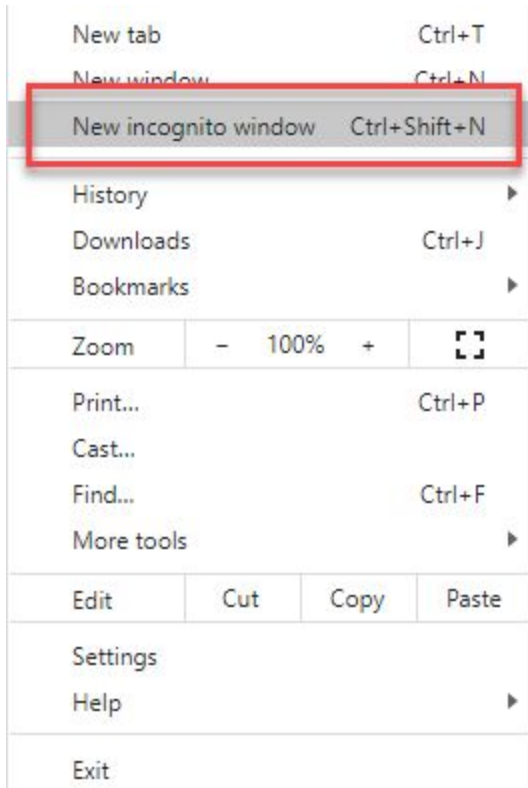 New tab Ctrl+T
New window Ctrl+N
New incognito window Ctrl+Shift+N
History
Downloads Ctrl+J
Bookmarks
Zoom - 100% +
Print... Ctrl+P
Cast...
Find... Ctrl+F
More tools
Edit Cut Copy Paste
Settings
Help
Exit